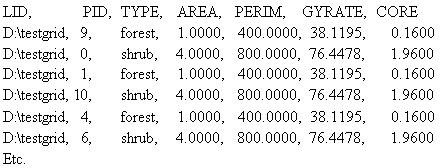 LID, PID, TYPE, AREA, PERIM, GYRATE, CORE
D:\testgrid, 9, forest, 1.0000, 400.0000, 38.1195, 0.1600
D:\testgrid, 0, shrub, 4.0000, 800.0000, 76.4478, 1.9600
D:\testgrid, 1, forest, 1.0000, 400.0000, 38.1195, 0.1600
D:\testgrid, 10, shrub, 4.0000, 800.0000, 76.4478, 1.9600
D:\testgrid, 4, forest, 1.0000, 400.0000, 38.1195, 0.1600
D:\testgrid, 6, shrub, 4.0000, 800.0000, 76.4478, 1.9600
Etc.